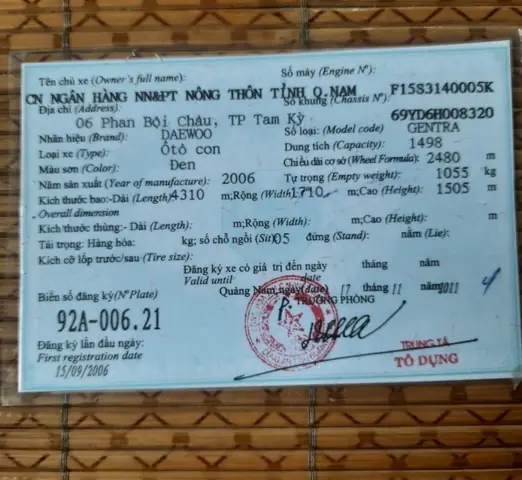 Tên chủ xe (Owner's full name): Số máy (Engine Nº): F15S3140005K
CN NGÂN HÀNG NN&PT NÔNG THÔN TỈNH Q.NAM
Địa chỉ (Address): Số khung (Chassis Nº): 69YD6H008320
06 Phan Bội Châu, TP Tam Kỳ
Nhãn hiệu (Brand): DAEWOO Số loại: (Model code) GENTRA
Loại xe (Type): Ôtô con Dung tích (Capacity): 1498
Màu sơn (Color): Đen Chiều dài cơ sở (Wheel Formula): 2480 m
Năm sản xuất (Year of manufacture): 2006 Tự trọng (Empty weight): 1055 kg
Kích thước bao:-Dài (Length) 4310 m;Rộng (Width) 1710 m;Cao (Height): 1505 m
Overall dimension
Kích thước thùng:-Dài (Length): m;Rộng (Width): m;Cao (Height): m
Tải trọng: Hàng hóa: kg; số chỗ ngồi (Sit) 05 đứng (Stand): nằm (Lie):
Kích cỡ lốp trước/sau (Tire size):
Đăng ký xe có giá trị đến ngày tháng năm
Valid until date
Quảng Nam, ngày (date) 17 tháng 11 năm 2011
Biển số đăng ký (Nº Plate) P. TRƯỞNG PHÒNG
92A-006.21
Đăng ký lần đầu ngày: TRUNG TÁ
First registration date TÔ DỤNG
15/09/2006